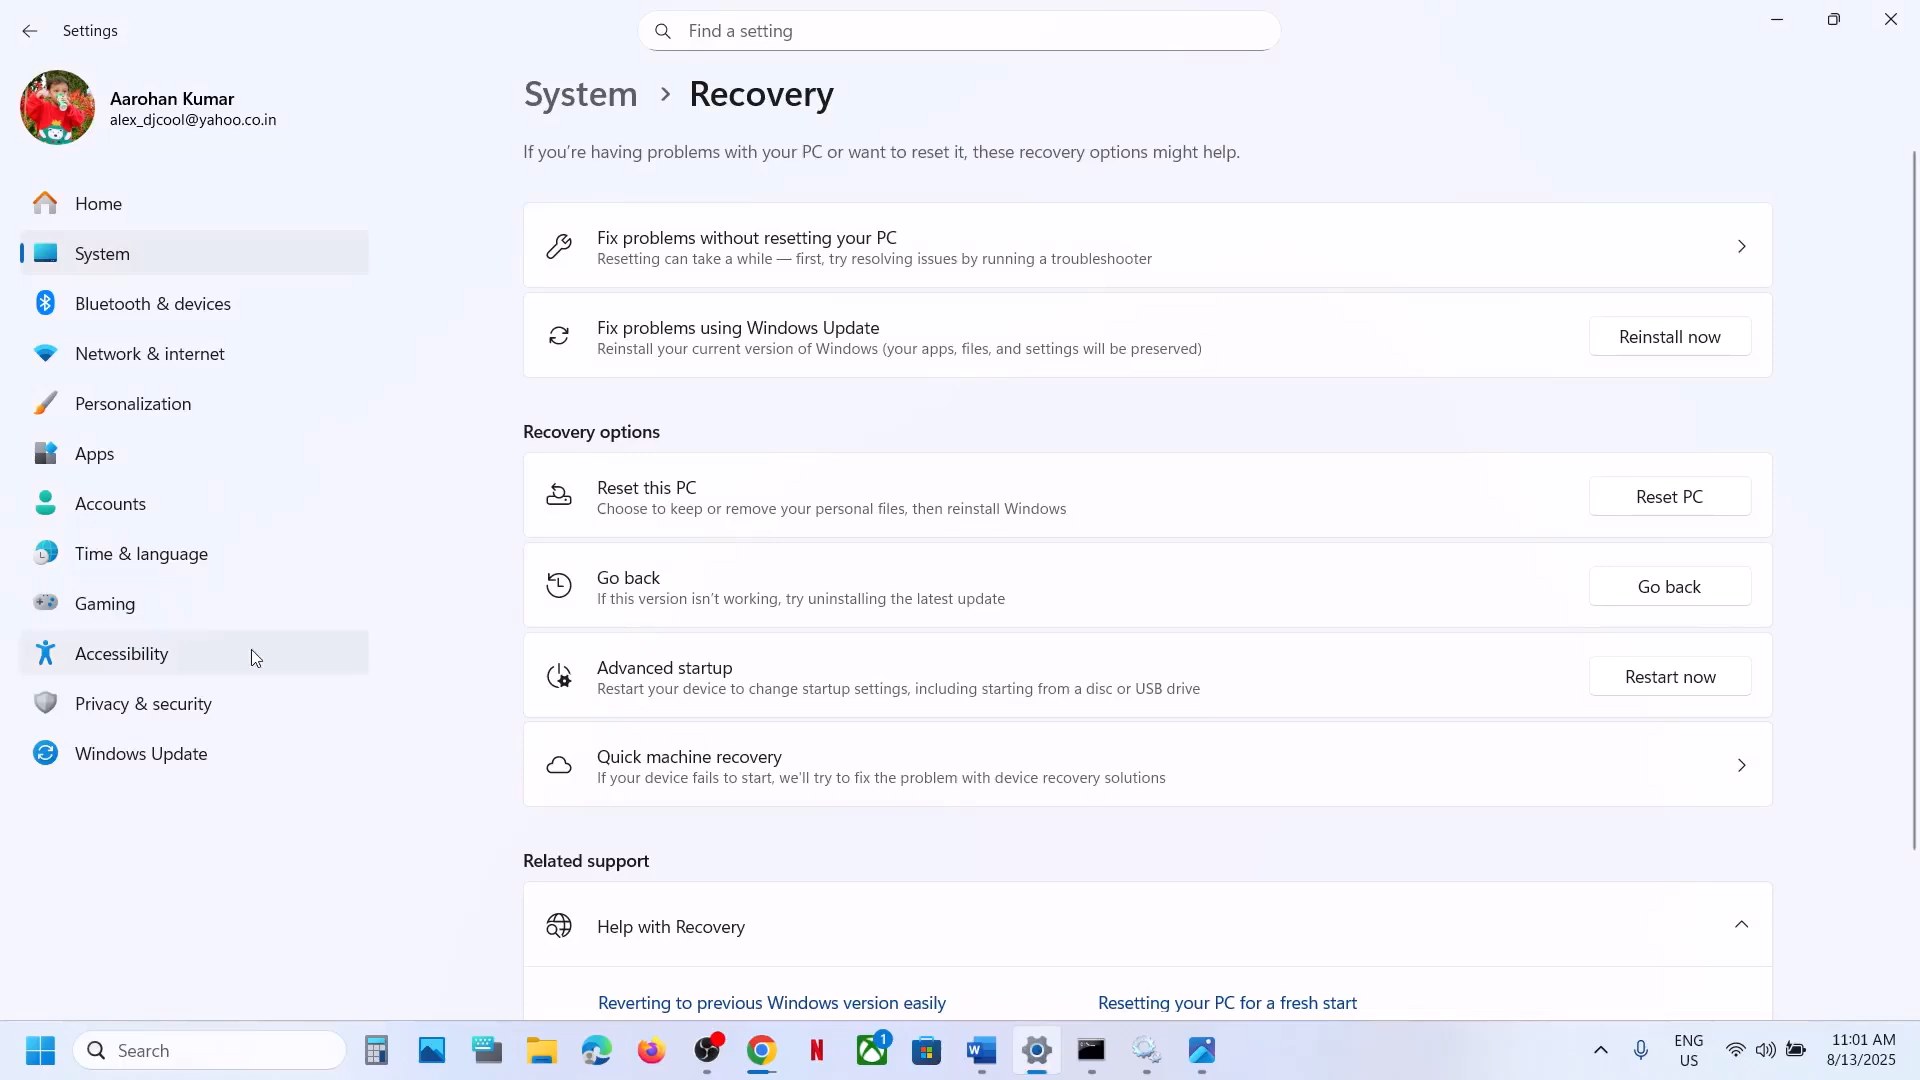 Settings
Find a setting
Aarohan Kumar
alex_djcool@yahoo.co.in
Home
System
Bluetooth & devices
Network & internet
Personalization
Apps
Accounts
Time & language
Gaming
Accessibility
Privacy & security
Windows Update
System › Recovery
If you're having problems with your PC or want to reset it, these recovery options might help.
Fix problems without resetting your PC
Resetting can take a while — first, try resolving issues by running a troubleshooter
Fix problems using Windows Update
Reinstall your current version of Windows (your apps, files, and settings will be preserved)
Reinstall now
Recovery options
Reset this PC
Choose to keep or remove your personal files, then reinstall Windows
Reset PC
Go back
If this version isn't working, try uninstalling the latest update
Go back
Advanced startup
Restart your device to change startup settings, including starting from a disc or USB drive
Restart now
Quick machine recovery
If your device fails to start, we'll try to fix the problem with device recovery solutions
Related support
Help with Recovery
Reverting to previous Windows version easily
Resetting your PC for a fresh start
Search
N
1
W
ENG
US
11:01 AM
8/13/2025